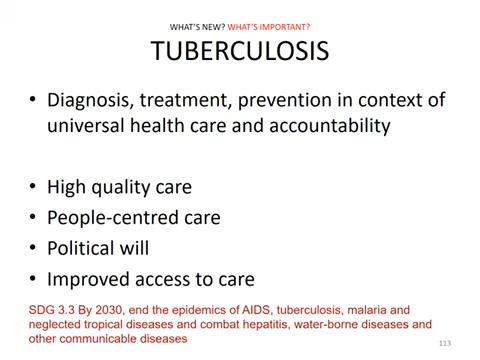 WHAT'S NEW? WHAT'S IMPORTANT?
TUBERCULOSIS
• Diagnosis, treatment, prevention in context of
universal health care and accountability
• High quality care
• People-centred care
• Political will
• Improved access to care
SDG 3.3 By 2030, end the epidemics of AIDS, tuberculosis, malaria and
neglected tropical diseases and combat hepatitis, water-borne diseases and
other communicable diseases
113